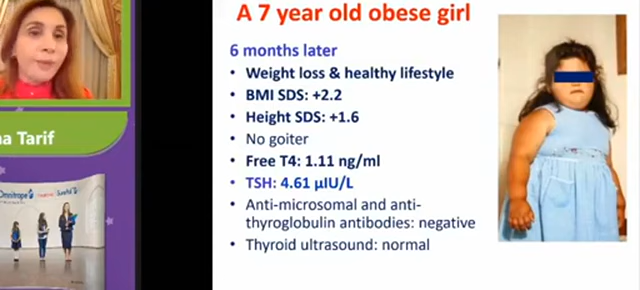 A 7 year old obese girl
6 months later
• Weight loss & healthy lifestyle
• BMI SDS: +2.2
• Height SDS: +1.6
• No goiter
• Free T4: 1.11 ng/ml
• TSH: 4.61 µIU/L
• Anti-microsomal and anti-
thyroglobulin antibodies: negative
• Thyroid ultrasound: normal
a Tarif
Omnitrope